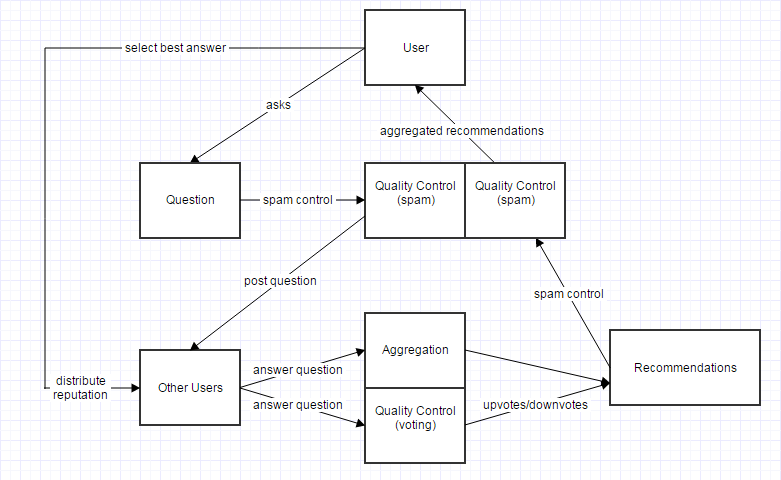 select best answer
User
asks
aggregated recommendations
Question
spam control
Quality Control
(spam)
Quality Control
(spam)
post question
spam control
Aggregation
answer question
Recommendations
distribute
reputation
Other Users
answer question
Quality Control
(voting)
upvotes/downvotes